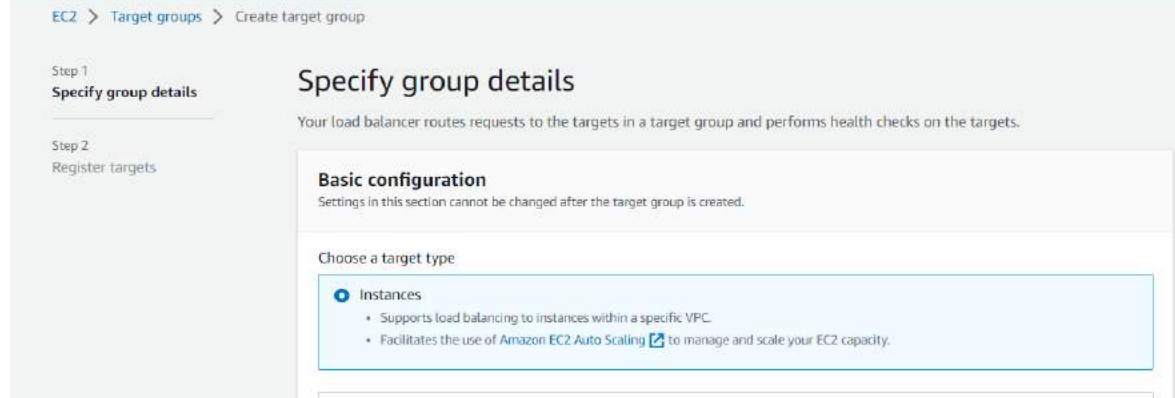 EC2 > Target groups > Create target group
Step 1
Specify group details
Step 2
Register targets
Specify group details
Your load balancer routes requests to the targets in a target group and performs health checks on the targets.
Basic configuration
Settings in this section cannot be changed after the target group is created.
Choose a target type
Instances
• Supports load balancing to instances within a specific VPC.
• Facilitates the use of Amazon EC2 Auto Scaling to manage and scale your EC2 capacity.